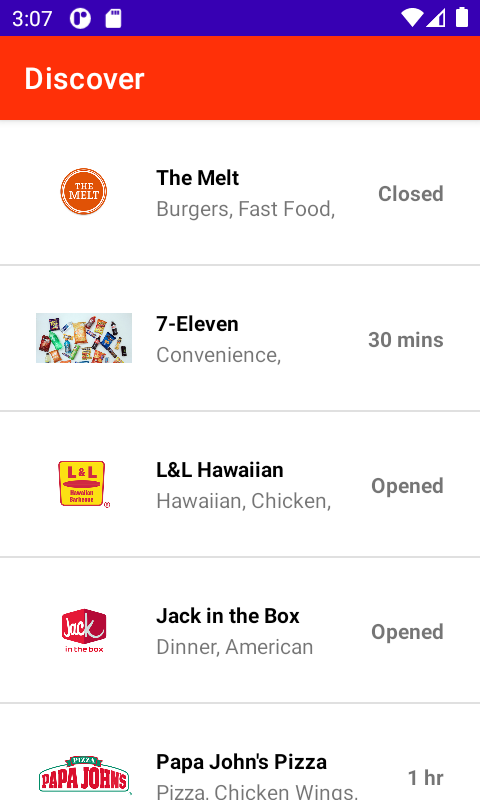 3:07
Discover
THE
MELT
The Melt
Burgers, Fast Food,
Closed
7-Eleven
Convenience,
30 mins
L&L
Hawaiian
Barbecue
L&L Hawaiian
Hawaiian, Chicken,
Opened
Jack
in the box
Jack in the Box
Dinner, American
Opened
PIZZA
PAPA JOHNS
Papa John's Pizza
Pizza, Chicken Wings,
1 hr